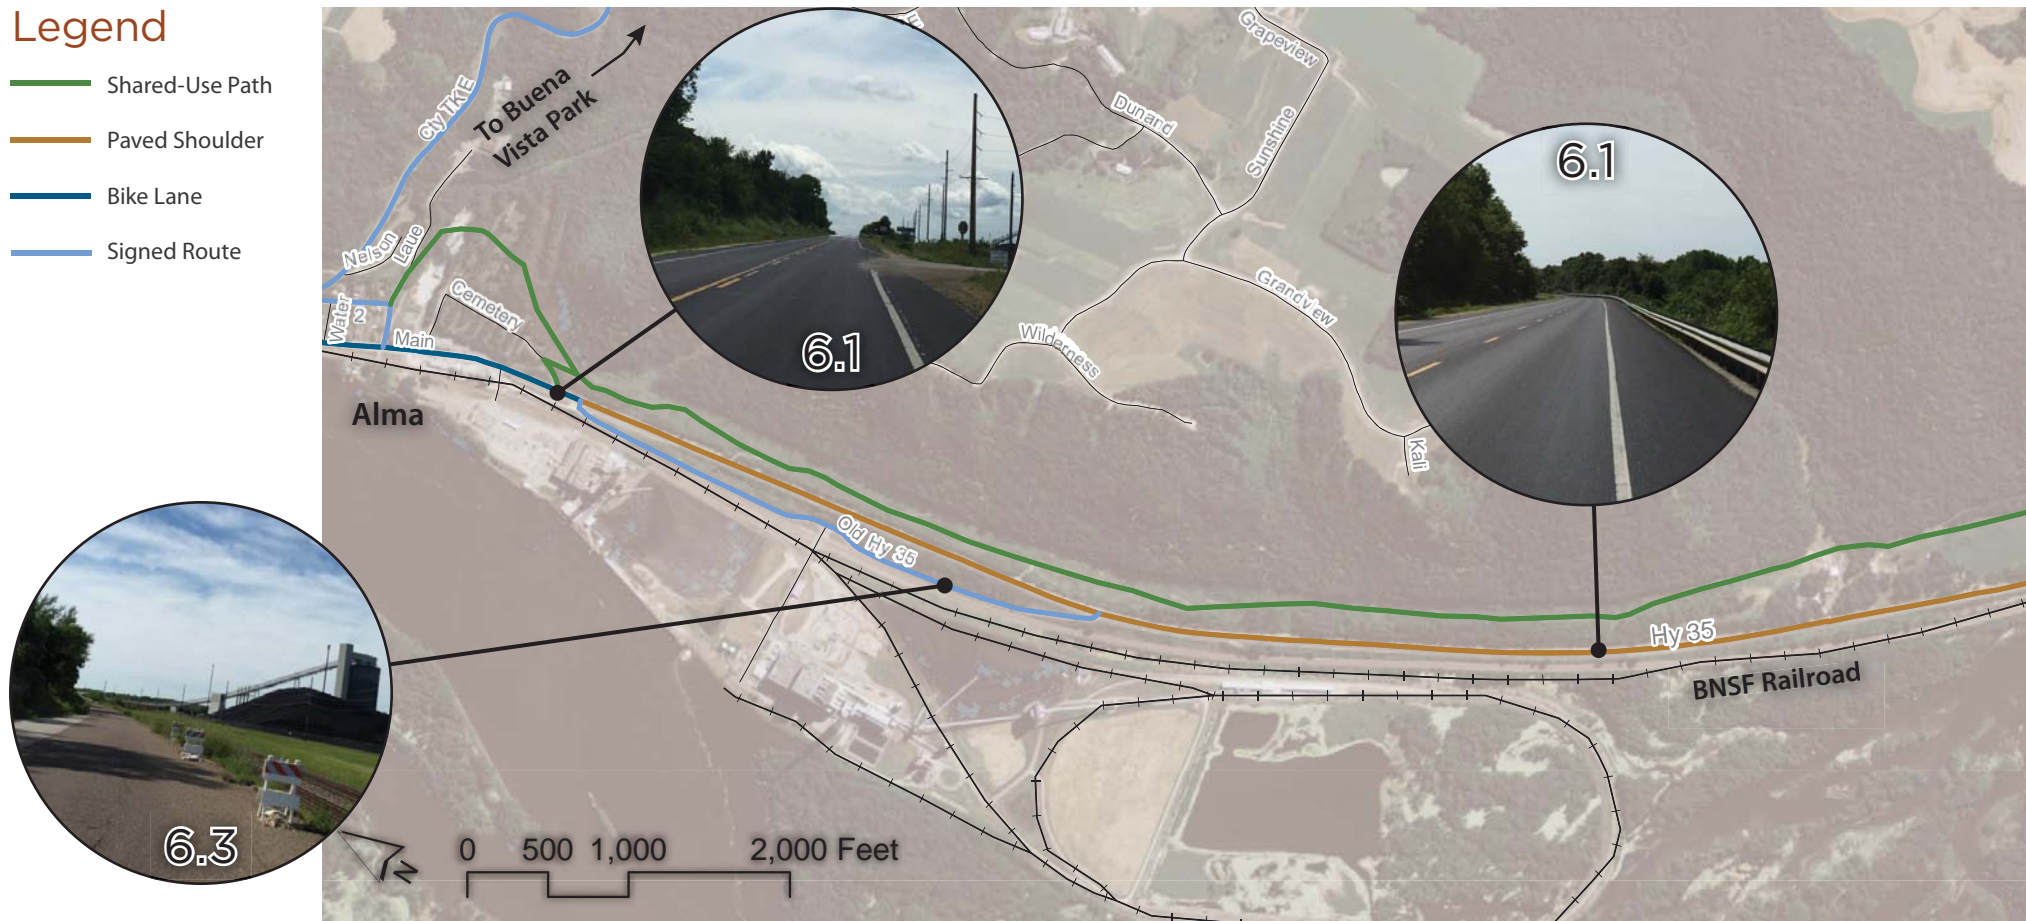 Legend
Shared-Use Path
Paved Shoulder
Bike Lane
Signed Route
Cty TK E
To Buena
Vista Park
Nelson
Laue
Water
2
Main
Cemetery
Alma
6.1
Dunand
Grapeview
Sunshine
Grandview
Wilderness
Kali
6.1
Old Hy 35
Hy 35
BNSF Railroad
6.3
N
0 500 1,000 2,000 Feet